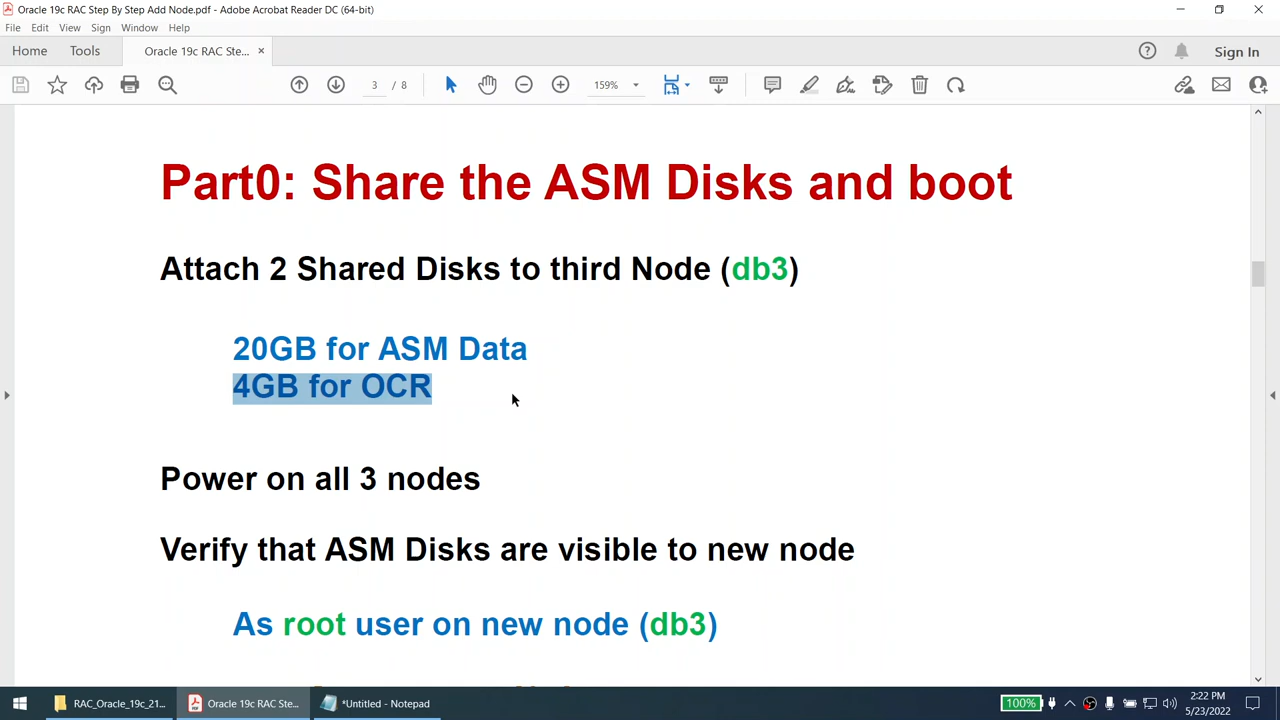 Oracle 19c RAC Step By Step Add Node.pdf - Adobe Acrobat Reader DC (64-bit)
File Edit View Sign Window Help
Home Tools Oracle 19c RAC Ste... × Sign In
3 / 8 159%
Part0: Share the ASM Disks and boot
Attach 2 Shared Disks to third Node (db3)
20GB for ASM Data
4GB for OCR
Power on all 3 nodes
Verify that ASM Disks are visible to new node
As root user on new node (db3)
RAC_Oracle_19c_21... Oracle 19c RAC Ste... *Untitled - Notepad 100% 2:22 PM
5/23/2022